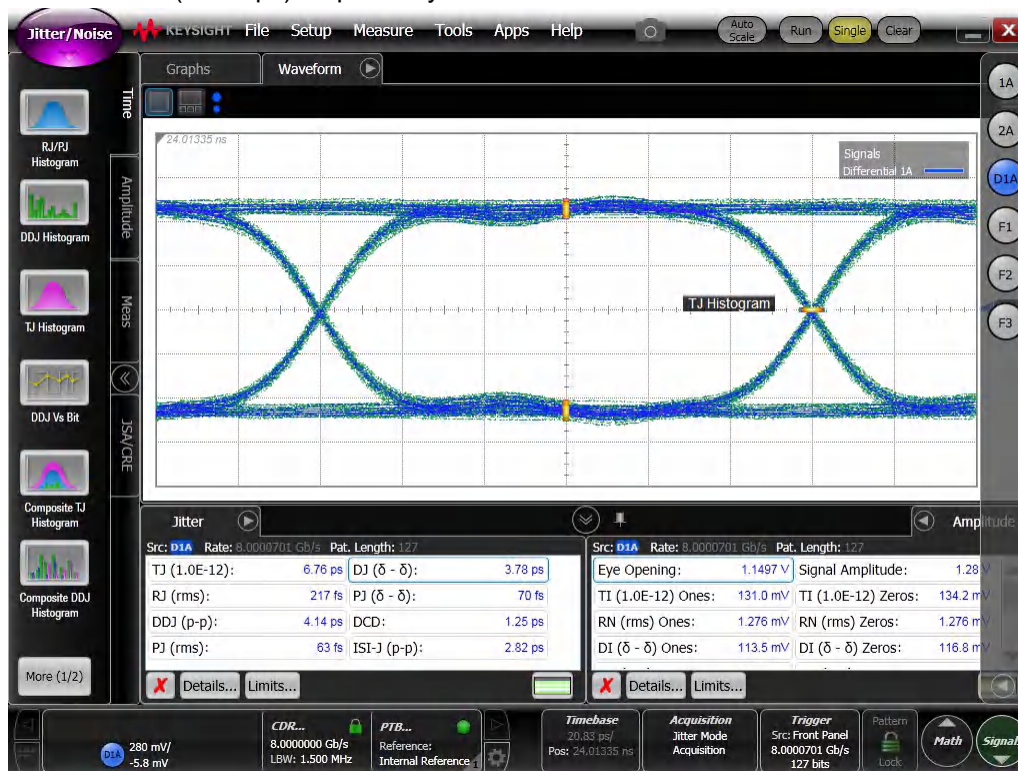 Jitter/Noise
KEYSIGHT File Setup Measure Tools Apps Help
Auto Scale
Run Single Clear
X
Graphs Waveform
Time
Amplitude
Meas
JSA/CRE
RJ/PJ
Histogram
DDJ Histogram
TJ Histogram
DDJ Vs Bit
Composite TJ
Histogram
Composite DDJ
Histogram
More (1/2)
24.01335 ns
Signals
Differential 1A
TJ Histogram
1A
2A
D1A
F1
F2
F3
Jitter
Src: D1A Rate: 8.0000701 Gb/s Pat. Length: 127
TJ (1.0E-12): 6.76 ps DJ (δ - δ): 3.78 ps
RJ (rms): 217 fs PJ (δ - δ): 70 fs
DDJ (p-p): 4.14 ps DCD: 1.25 ps
PJ (rms): 63 fs ISI-J (p-p): 2.82 ps
Details... Limits...
Amplitude
Src: D1A Rate: 8.0000701 Gb/s Pat. Length: 127
Eye Opening: 1.1497 V Signal Amplitude: 1.28 V
TI (1.0E-12) Ones: 131.0 mV TI (1.0E-12) Zeros: 134.2 mV
RN (rms) Ones: 1.276 mV RN (rms) Zeros: 1.276 mV
DI (δ - δ) Ones: 113.5 mV DI (δ - δ) Zeros: 116.8 mV
Details... Limits...
D1A 280 mV/
-5.8 mV
CDR...
8.0000000 Gb/s
LBW: 1.500 MHz
PTB...
Reference:
Internal Reference
1
Timebase
20.83 ps/
Pos: 24.01335 ns
Acquisition
Jitter Mode
Acquisition
Trigger
Src: Front Panel
8.0000701 Gb/s
127 bits
Pattern
Lock
Math
Signal